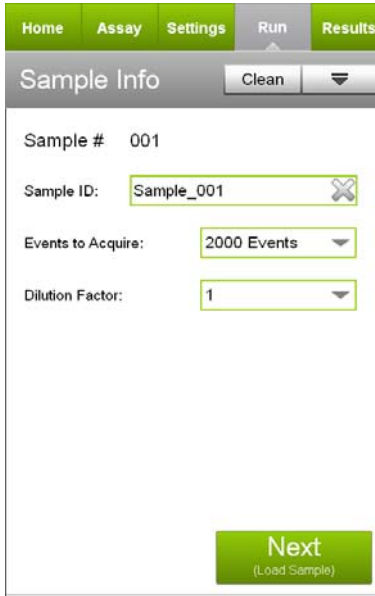 Home Assay Settings Run Results
Sample Info Clean
Sample # 001
Sample ID: Sample_001
Events to Acquire: 2000 Events
Dilution Factor: 1
Next
(Load Sample)